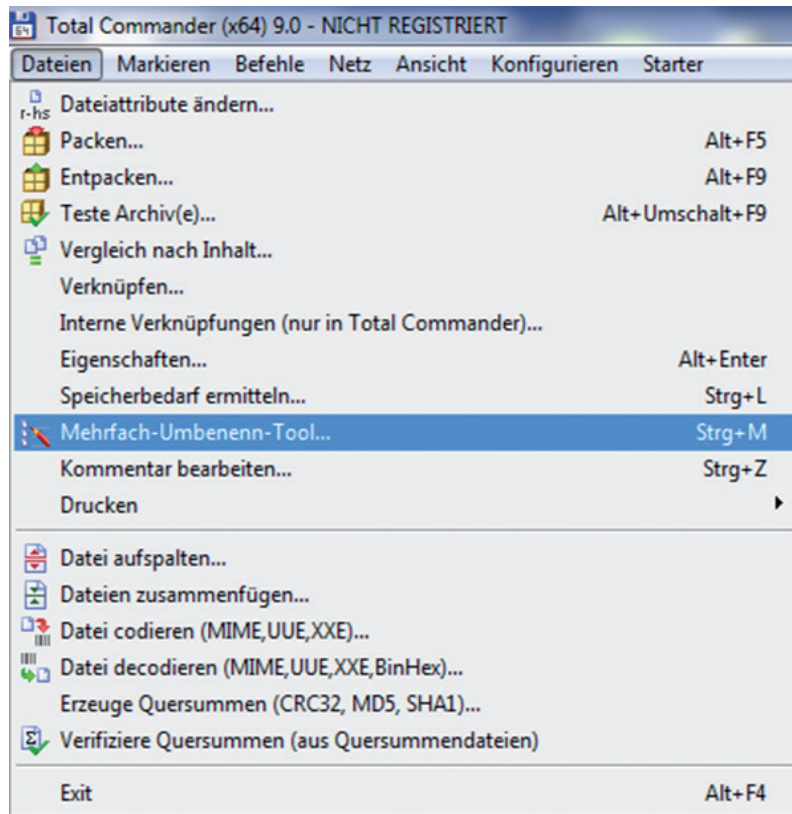 64 Total Commander (x64) 9.0 - NICHT REGISTRIERT
Dateien Markieren Befehle Netz Ansicht Konfigurieren Starter
r-hs Dateiattribute ändern...
Packen... Alt+F5
Entpacken... Alt+F9
Teste Archiv(e)... Alt+Umschalt+F9
Vergleich nach Inhalt...
Verknüpfen...
Interne Verknüpfungen (nur in Total Commander)...
Eigenschaften... Alt+Enter
Speicherbedarf ermitteln... Strg+L
Mehrfach-Umbenenn-Tool... Strg+M
Kommentar bearbeiten... Strg+Z
Drucken
Datei aufspalten...
Dateien zusammenfügen...
Datei codieren (MIME,UUE,XXE)...
Datei decodieren (MIME,UUE,XXE,BinHex)...
Erzeuge Quersummen (CRC32, MD5, SHA1)...
Σ Verifiziere Quersummen (aus Quersummendateien)
Exit Alt+F4